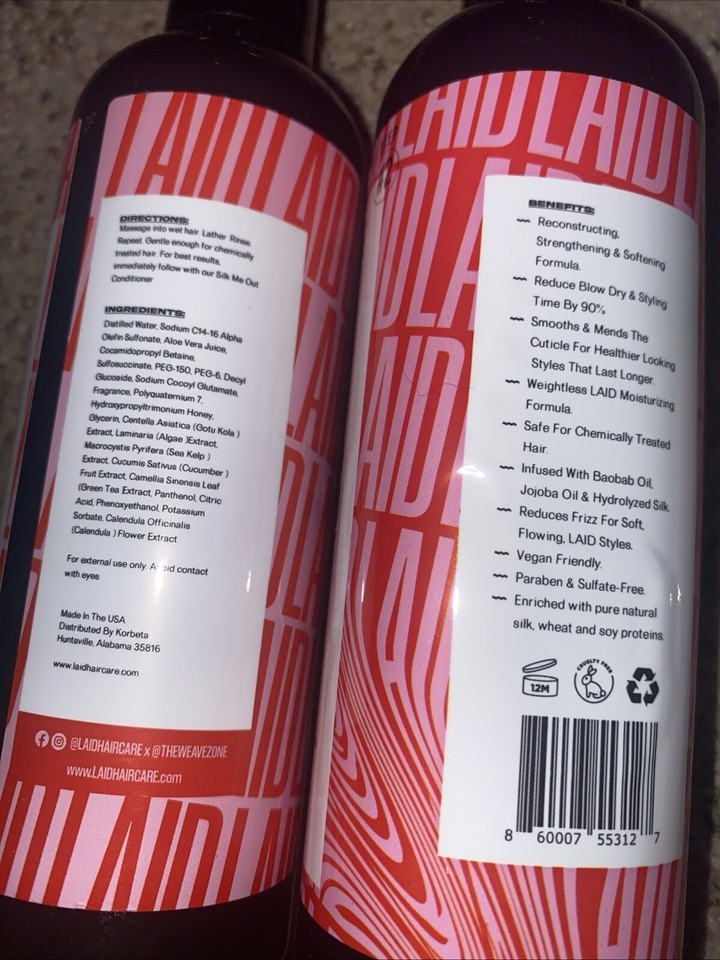 LAID
DIRECTIONS:
Massage into wet hair. Lather Rinse.
Repeat. Gentle enough for chemically
treated hair. For best results,
immediately follow with our Silk Me Out
Conditioner
INGREDIENTS:
Distilled Water, Sodium C14-16 Alpha
Olefin Sulfonate, Aloe Vera Juice,
Cocamidopropyl Betaine,
Sulfosuccinate, PEG-150, PEG-6, Decyl
Glucoside, Sodium Cocoyl Glutamate,
Fragrance, Polyquaternium 7,
Hydroxypropyltrimonium Honey,
Glycerin, Centella Asiatica (Gotu Kola )
Extract, Laminaria (Algae )Extract,
Macrocystis Pyrifera (Sea Kelp )
Extract, Cucumis Sativus (Cucumber )
Fruit Extract, Camellia Sinensis Leaf
(Green Tea Extract, Panthenol, Citric
Acid, Phenoxyethanol, Potassium
Sorbate, Calendula Officinalis
(Calendula ) Flower Extract
For external use only. Avoid contact
with eyes.
Made In The USA
Distributed By Korbeta
Huntsville, Alabama 35816
www.laidhaircare.com
@LAIDHAIRCARE x @THEWEAVEZONE
www.LAIDHAIRCARE.com
LAID LAID
BENEFITS:
Reconstructing,
Strengthening & Softening
Formula.
Reduce Blow Dry & Styling
Time By 90%
Smooths & Mends The
Cuticle For Healthier Looking
Styles That Last Longer.
Weightless LAID Moisturizing
Formula.
Safe For Chemically Treated
Hair.
Infused With Baobab Oil,
Jojoba Oil & Hydrolyzed Silk.
Reduces Frizz For Soft,
Flowing, LAID Styles.
Vegan Friendly.
Paraben & Sulfate-Free.
Enriched with pure natural
silk, wheat and soy proteins.
12M
CRUELTY FREE
8 60007 55312 7